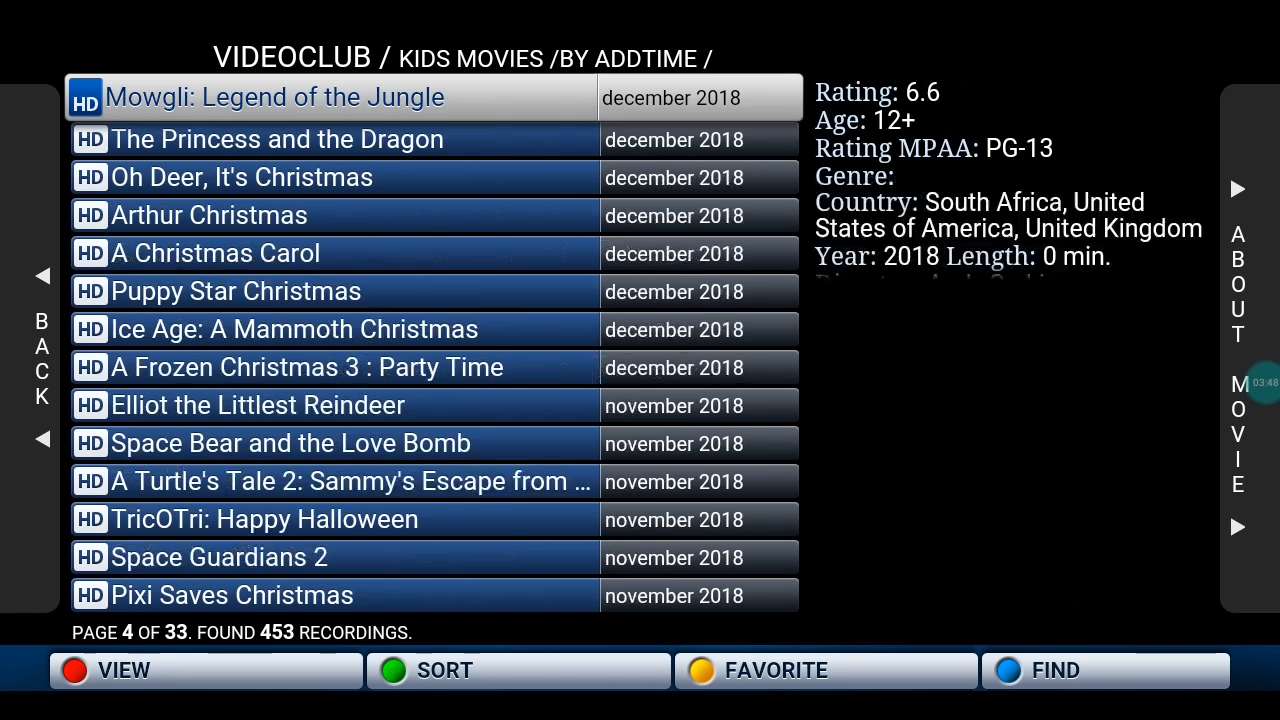 VIDEOCLUB / KIDS MOVIES /BY ADDTIME /
HD Mowgli: Legend of the Jungle december 2018
HD The Princess and the Dragon december 2018
HD Oh Deer, It's Christmas december 2018
HD Arthur Christmas december 2018
HD A Christmas Carol december 2018
HD Puppy Star Christmas december 2018
HD Ice Age: A Mammoth Christmas december 2018
HD A Frozen Christmas 3 : Party Time december 2018
HD Elliot the Littlest Reindeer november 2018
HD Space Bear and the Love Bomb november 2018
HD A Turtle's Tale 2: Sammy's Escape from ... november 2018
HD TricOTri: Happy Halloween november 2018
HD Space Guardians 2 november 2018
HD Pixi Saves Christmas november 2018
Rating: 6.6
Age: 12+
Rating MPAA: PG-13
Genre:
Country: South Africa, United
States of America, United Kingdom
Year: 2018 Length: 0 min.
BACK
ABOUT MOVIE
03:48
PAGE 4 OF 33. FOUND 453 RECORDINGS.
VIEW SORT FAVORITE FIND